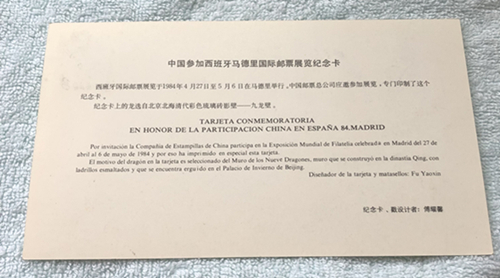 中国参加西班牙马德里国际邮票展览纪念卡
西班牙国际邮票展览于1984年4月27日至5月6日在马德里举行,中国邮票总公司应邀参加展览,专门印制了这个
纪念卡。
纪念卡上的龙选自北京北海清代彩色琉璃砖影壁——九龙壁。
TARJETA CONMEMORATORIA
EN HONOR DE LA PARTICIPACION CHINA EN ESPAÑA 84.MADRID
Por invitación la Compañia de Estampillas de China participa en la Exposición Mundial de Filatelia celebrada en Madrid del 27 de
abril al 6 de mayo de 1984 y por eso ha imprimido en especial esta tarjeta.
El motivo del dragón en la tarjeta es seleccionado del Muro de los Nueve Dragones, muro que se construyó en la dinastía Qing, con
ladrillos esmaltados y que se encuentra erguido en el Palacio de Invierno de Beijing.
Diseñador de la tarjeta y matasellos: Fu Yaoxin
纪念卡、戳设计者:傅耀馨